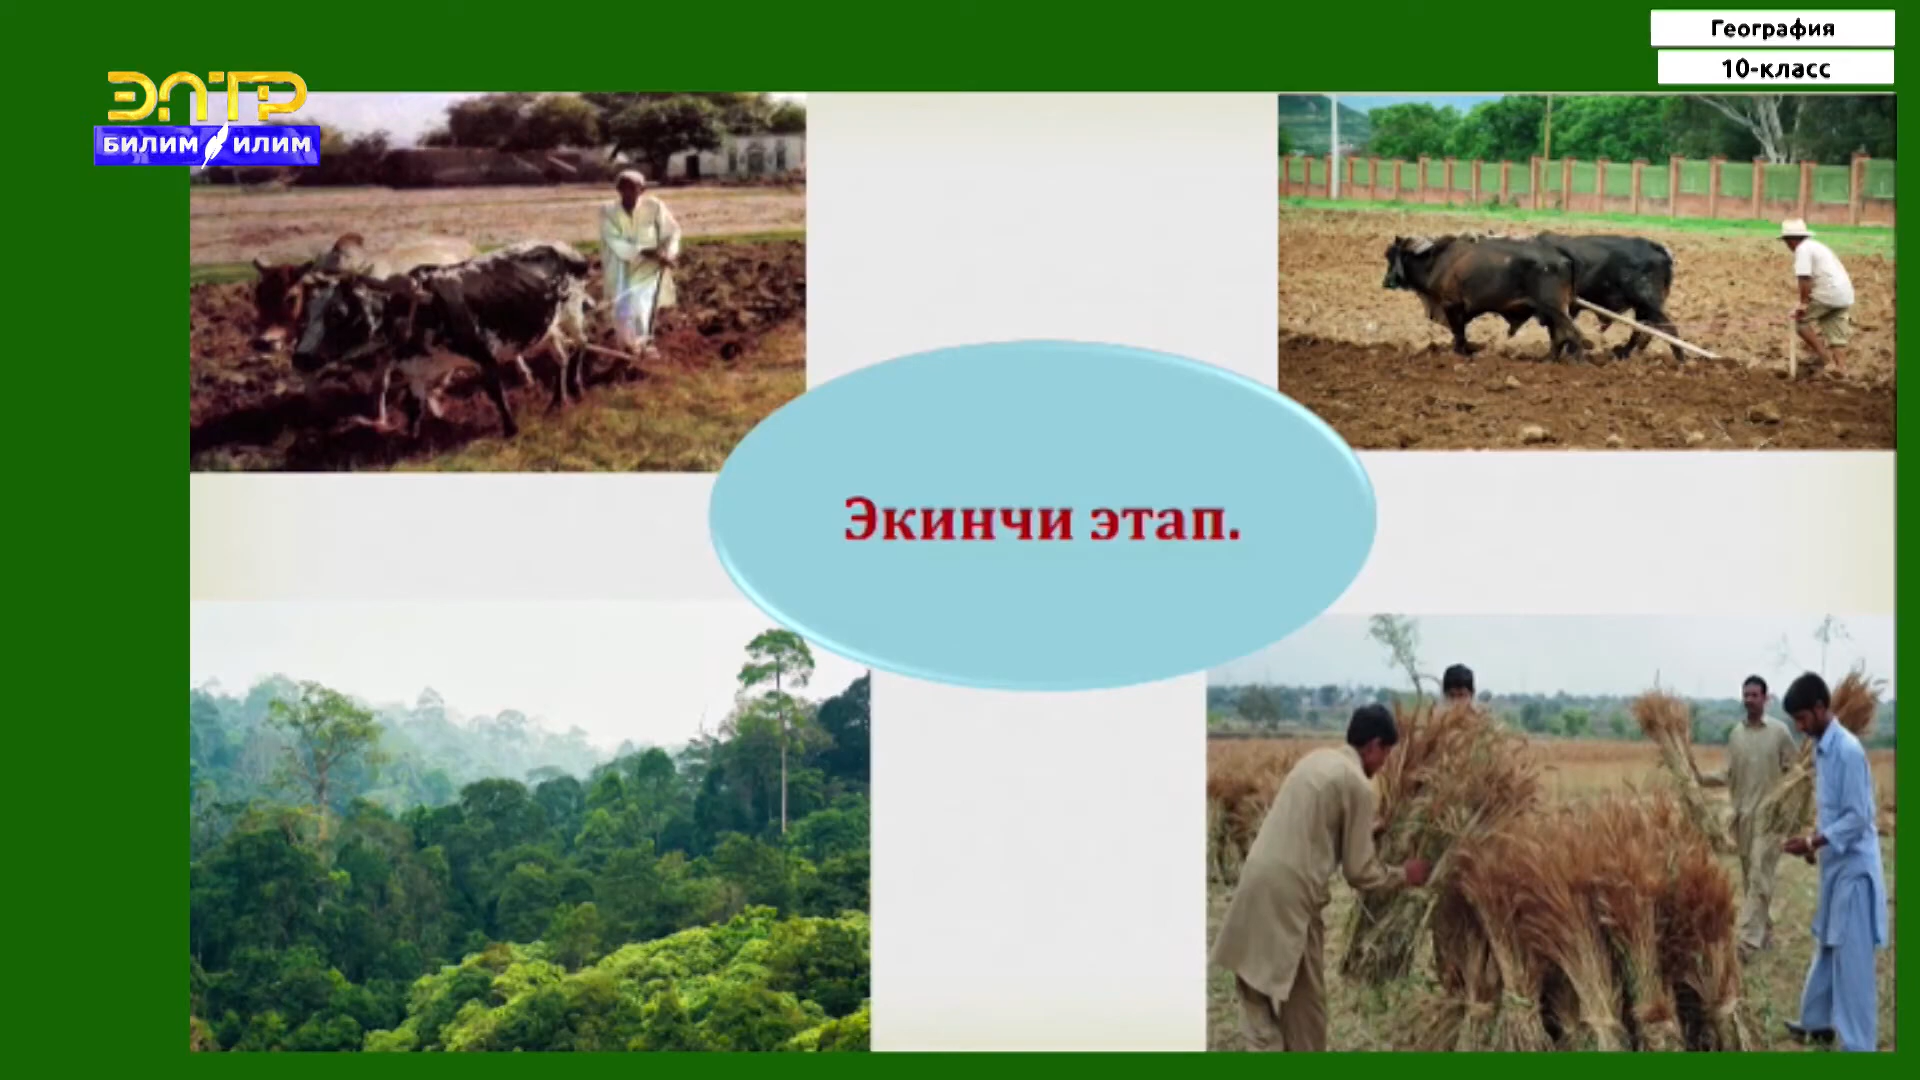 География
10-класс
ЭЛТР
БИЛИМ ИЛИМ
Экинчи этап.